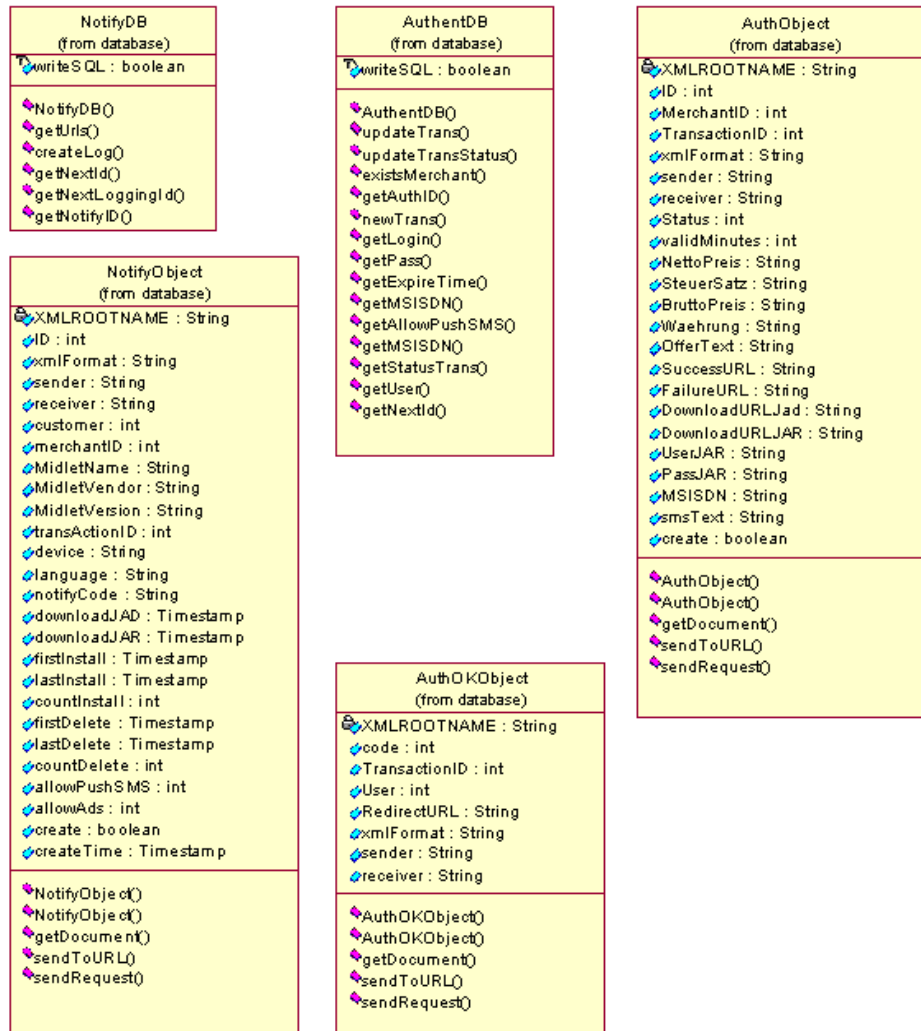 NotifyDB
(from database)
writeSQL : boolean
NotifyDB()
getUrls()
createLog()
getNextId()
getNextLoggingId()
getNotifyID()
NotifyObject
(from database)
XMLROOTNAME : String
ID : int
xmlFormat : String
sender : String
receiver : String
customer : int
merchantID : int
MidletName : String
MidletVendor : String
MidletVersion : String
transActionID : int
device : String
language : String
notifyCode : String
downloadJAD : Timestamp
downloadJAR : Timestamp
firstInstall : Timestamp
lastInstall : Timestamp
countInstall : int
firstDelete : Timestamp
lastDelete : Timestamp
countDelete : int
allowPushSMS : int
allowAds : int
create : boolean
createTime : Timestamp
NotifyObject()
NotifyObject()
getDocument()
sendToURL()
sendRequest()
AuthentDB
(from database)
writeSQL : boolean
AuthentDB()
updateTrans()
updateTransStatus()
existsMerchant()
getAuthID()
newTrans()
getLogin()
getPass()
getExpireTime()
getMSISDN()
getAllowPushSMS()
getMSISDN()
getStatusTrans()
getUser()
getNextId()
AuthOKObject
(from database)
XMLROOTNAME : String
code : int
TransactionID : int
User : int
RedirectURL : String
xmlFormat : String
sender : String
receiver : String
AuthOKObject()
AuthOKObject()
getDocument()
sendToURL()
sendRequest()
AuthObject
(from database)
XMLROOTNAME : String
ID : int
MerchantID : int
TransactionID : int
xmlFormat : String
sender : String
receiver : String
Status : int
validMinutes : int
NettoPreis : String
SteuerSatz : String
BruttoPreis : String
Waehrung : String
OfferText : String
SuccessURL : String
FailureURL : String
DownloadURLJad : String
DownloadURLJAR : String
UserJAR : String
PassJAR : String
MSISDN : String
smsText : String
create : boolean
AuthObject()
AuthObject()
getDocument()
sendToURL()
sendRequest()